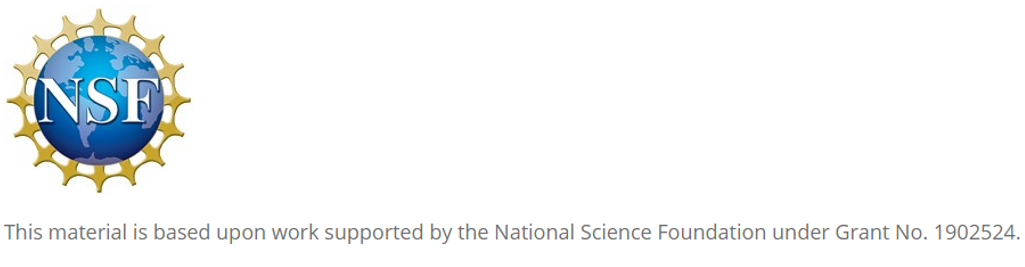 NSF
This material is based upon work supported by the National Science Foundation under Grant No. 1902524.